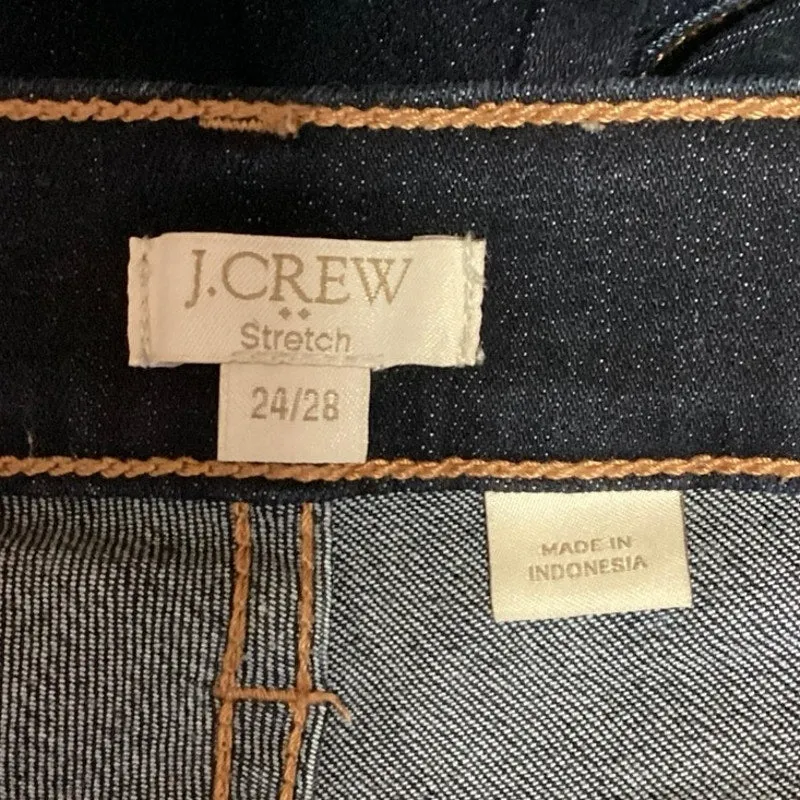 J.CREW
Stretch
24/28
MADE IN
INDONESIA